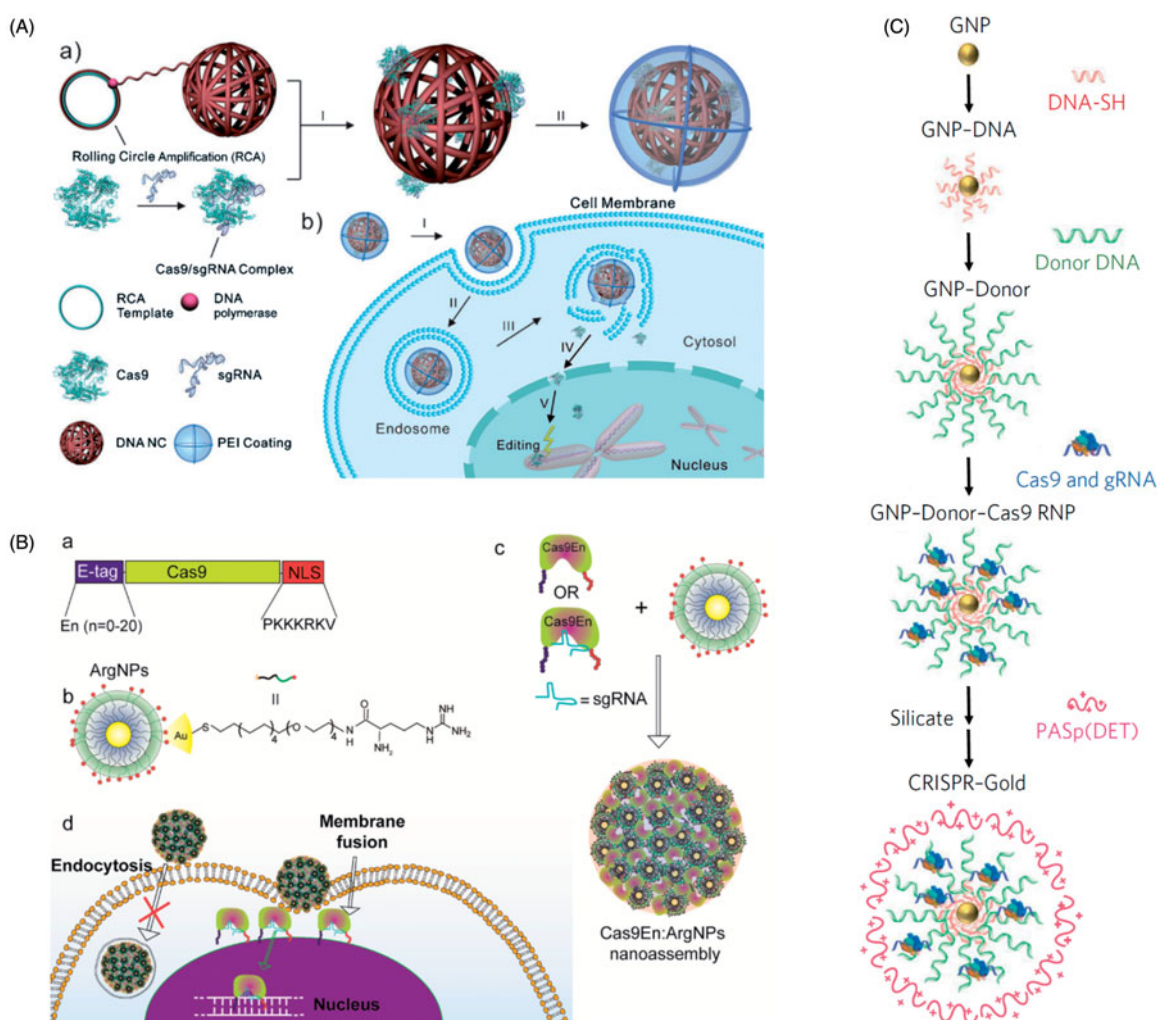 (A)
a)
I
II
Rolling Circle Amplification (RCA)
Cas9/sgRNA Complex
RCA
Template
DNA
polymerase
Cas9
sgRNA
DNA NC
PEI Coating
b)
Cell Membrane
I
II
III
IV
V
Cytosol
Endosome
Editing
Nucleus
(B)
a
E-tag
Cas9
NLS
En (n=0-20)
PKKKRKV
ArgNPs
b
Au
S
4
O
4
N
H
O
NH2
N
H
NH
NH2
c
Cas9En
OR
Cas9En
+
=sgRNA
Cas9En:ArgNPs
nanoassembly
d
Endocytosis
Membrane
fusion
Nucleus
(C)
GNP
DNA-SH
GNP-DNA
Donor DNA
GNP-Donor
Cas9 and gRNA
GNP-Donor-Cas9 RNP
Silicate
PASp(DET)
CRISPR-Gold